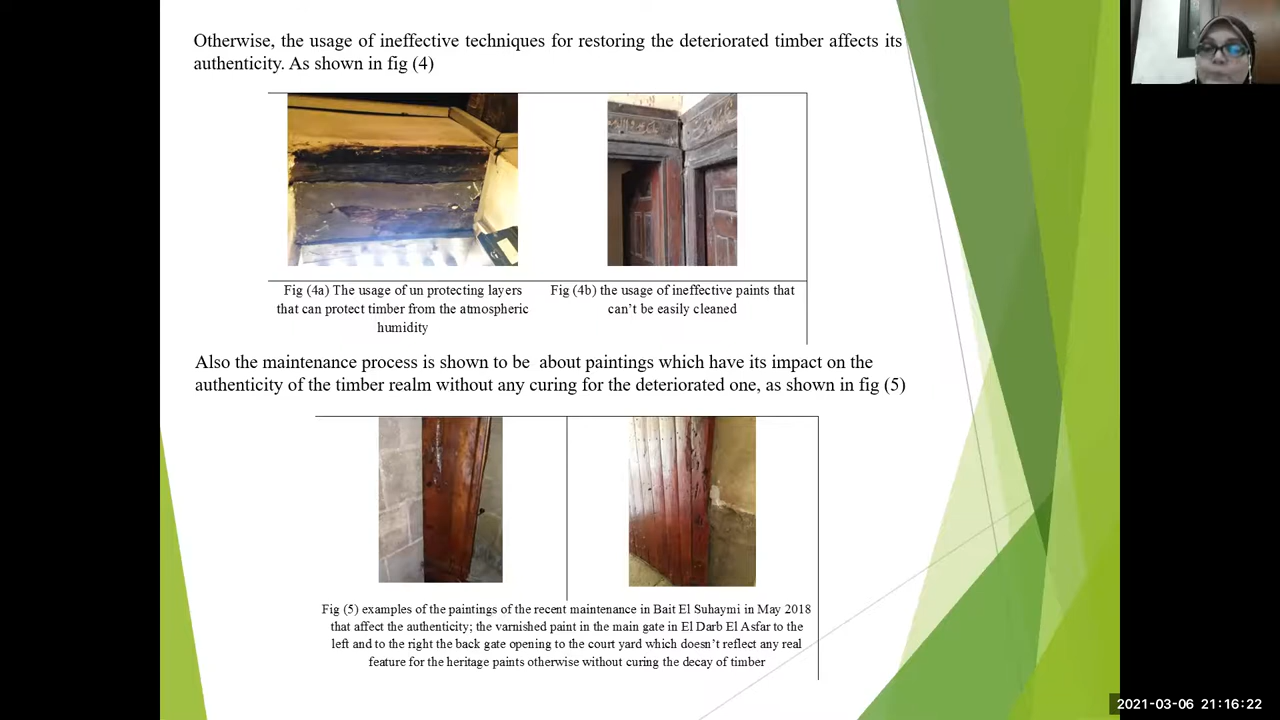 Otherwise, the usage of ineffective techniques for restoring the deteriorated timber affects its
authenticity. As shown in fig (4)
Fig (4a) The usage of un protecting layers
that can protect timber from the atmospheric
humidity
Fig (4b) the usage of ineffective paints that
can’t be easily cleaned
Also the maintenance process is shown to be about paintings which have its impact on the
authenticity of the timber realm without any curing for the deteriorated one, as shown in fig (5)
Fig (5) examples of the paintings of the recent maintenance in Bait El Suhaymi in May 2018
that affect the authenticity; the varnished paint in the main gate in El Darb El Asfar to the
left and to the right the back gate opening to the court yard which doesn’t reflect any real
feature for the heritage paints otherwise without curing the decay of timber
2021-03-06 21:16:22